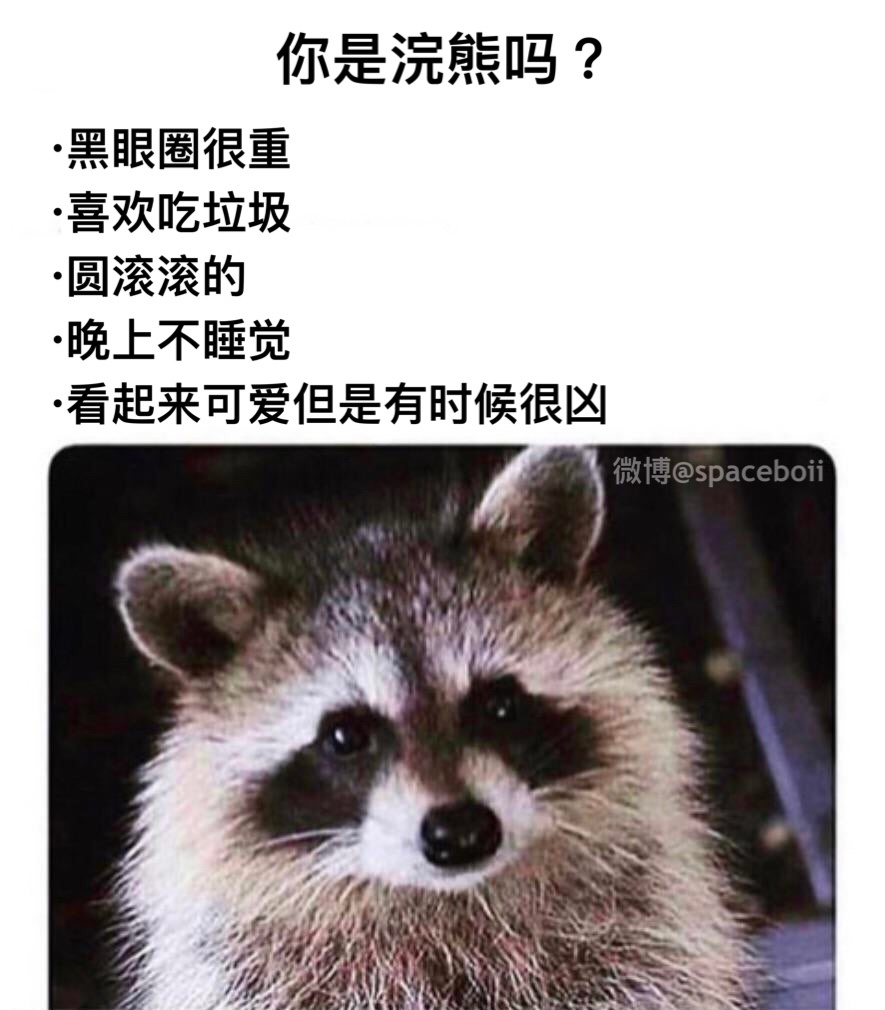 你是浣熊吗？
·黑眼圈很重
·喜欢吃垃圾
·圆滚滚的
·晚上不睡觉
·看起来可爱但是有时候很凶
微博@spaceboii